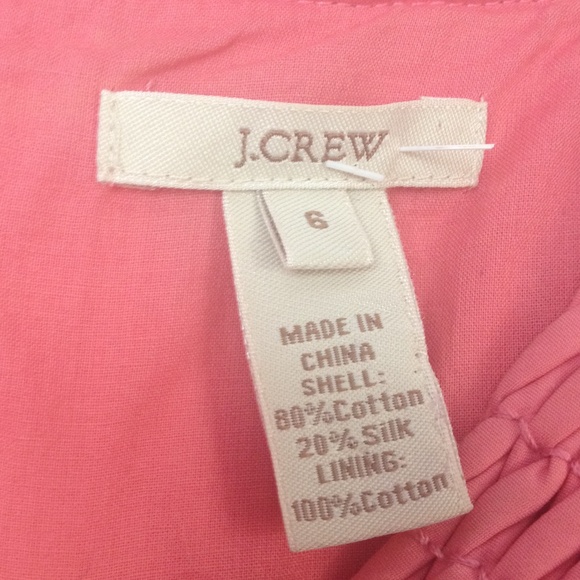 J.CREW
6
MADE IN
CHINA
SHELL:
80%Cotton
20% Silk
LINING:
100%Cotton